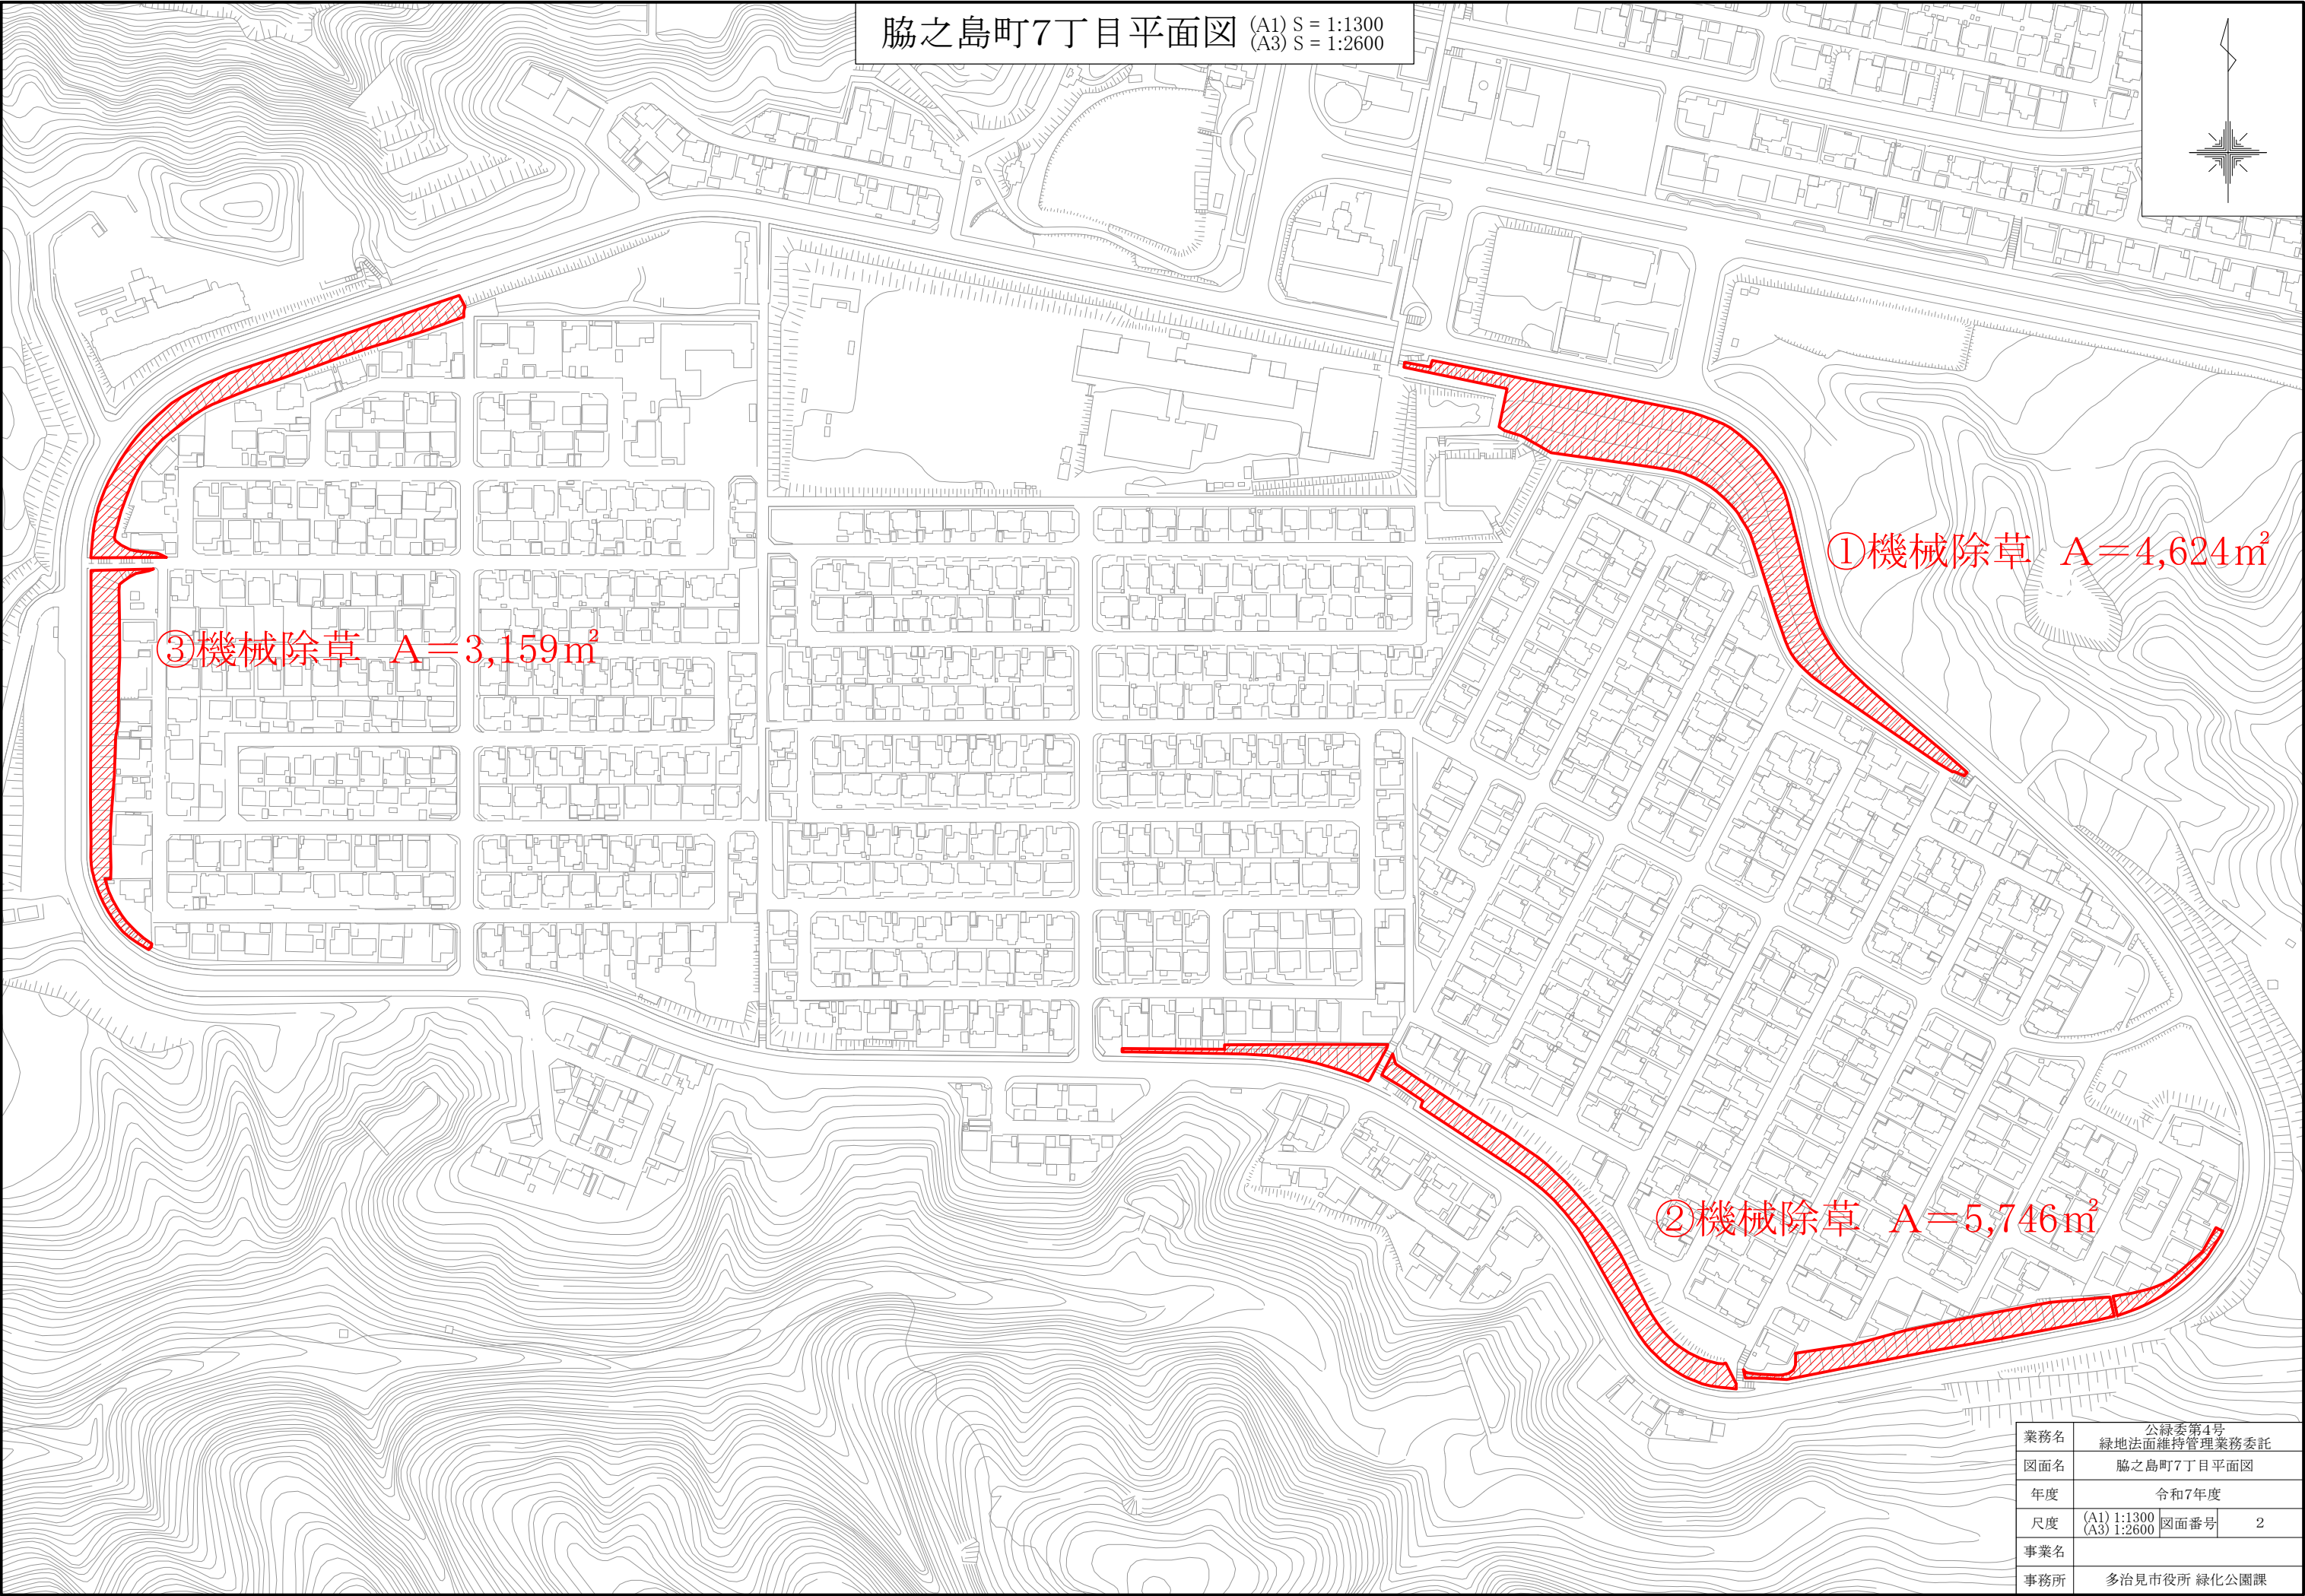 脇之島町7丁目平面図 (A1) S = 1:1300
(A3) S = 1:2600
①機械除草 A＝4,624㎡
③機械除草 A＝3,159㎡
②機械除草 A＝5,746㎡
業務名 公緑委第4号
緑地法面維持管理業務委託
図面名 脇之島町7丁目平面図
年度 令和7年度
尺度 (A1) 1:1300
(A3) 1:2600 図面番号 2
事業名
事務所 多治見市役所 緑化公園課